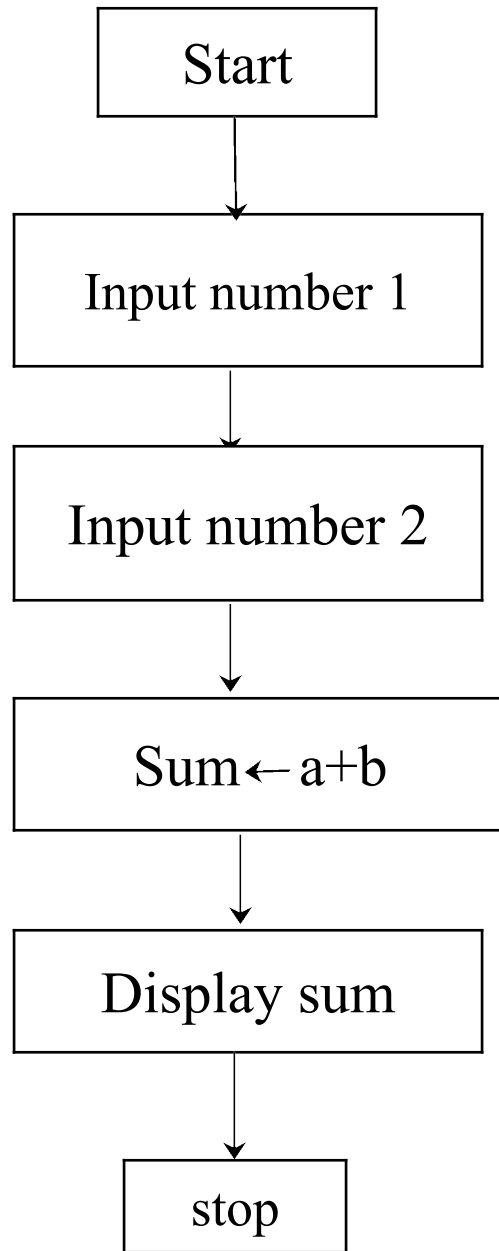 Start
Input number 1
Input number 2
Sum←a+b
Display sum
stop